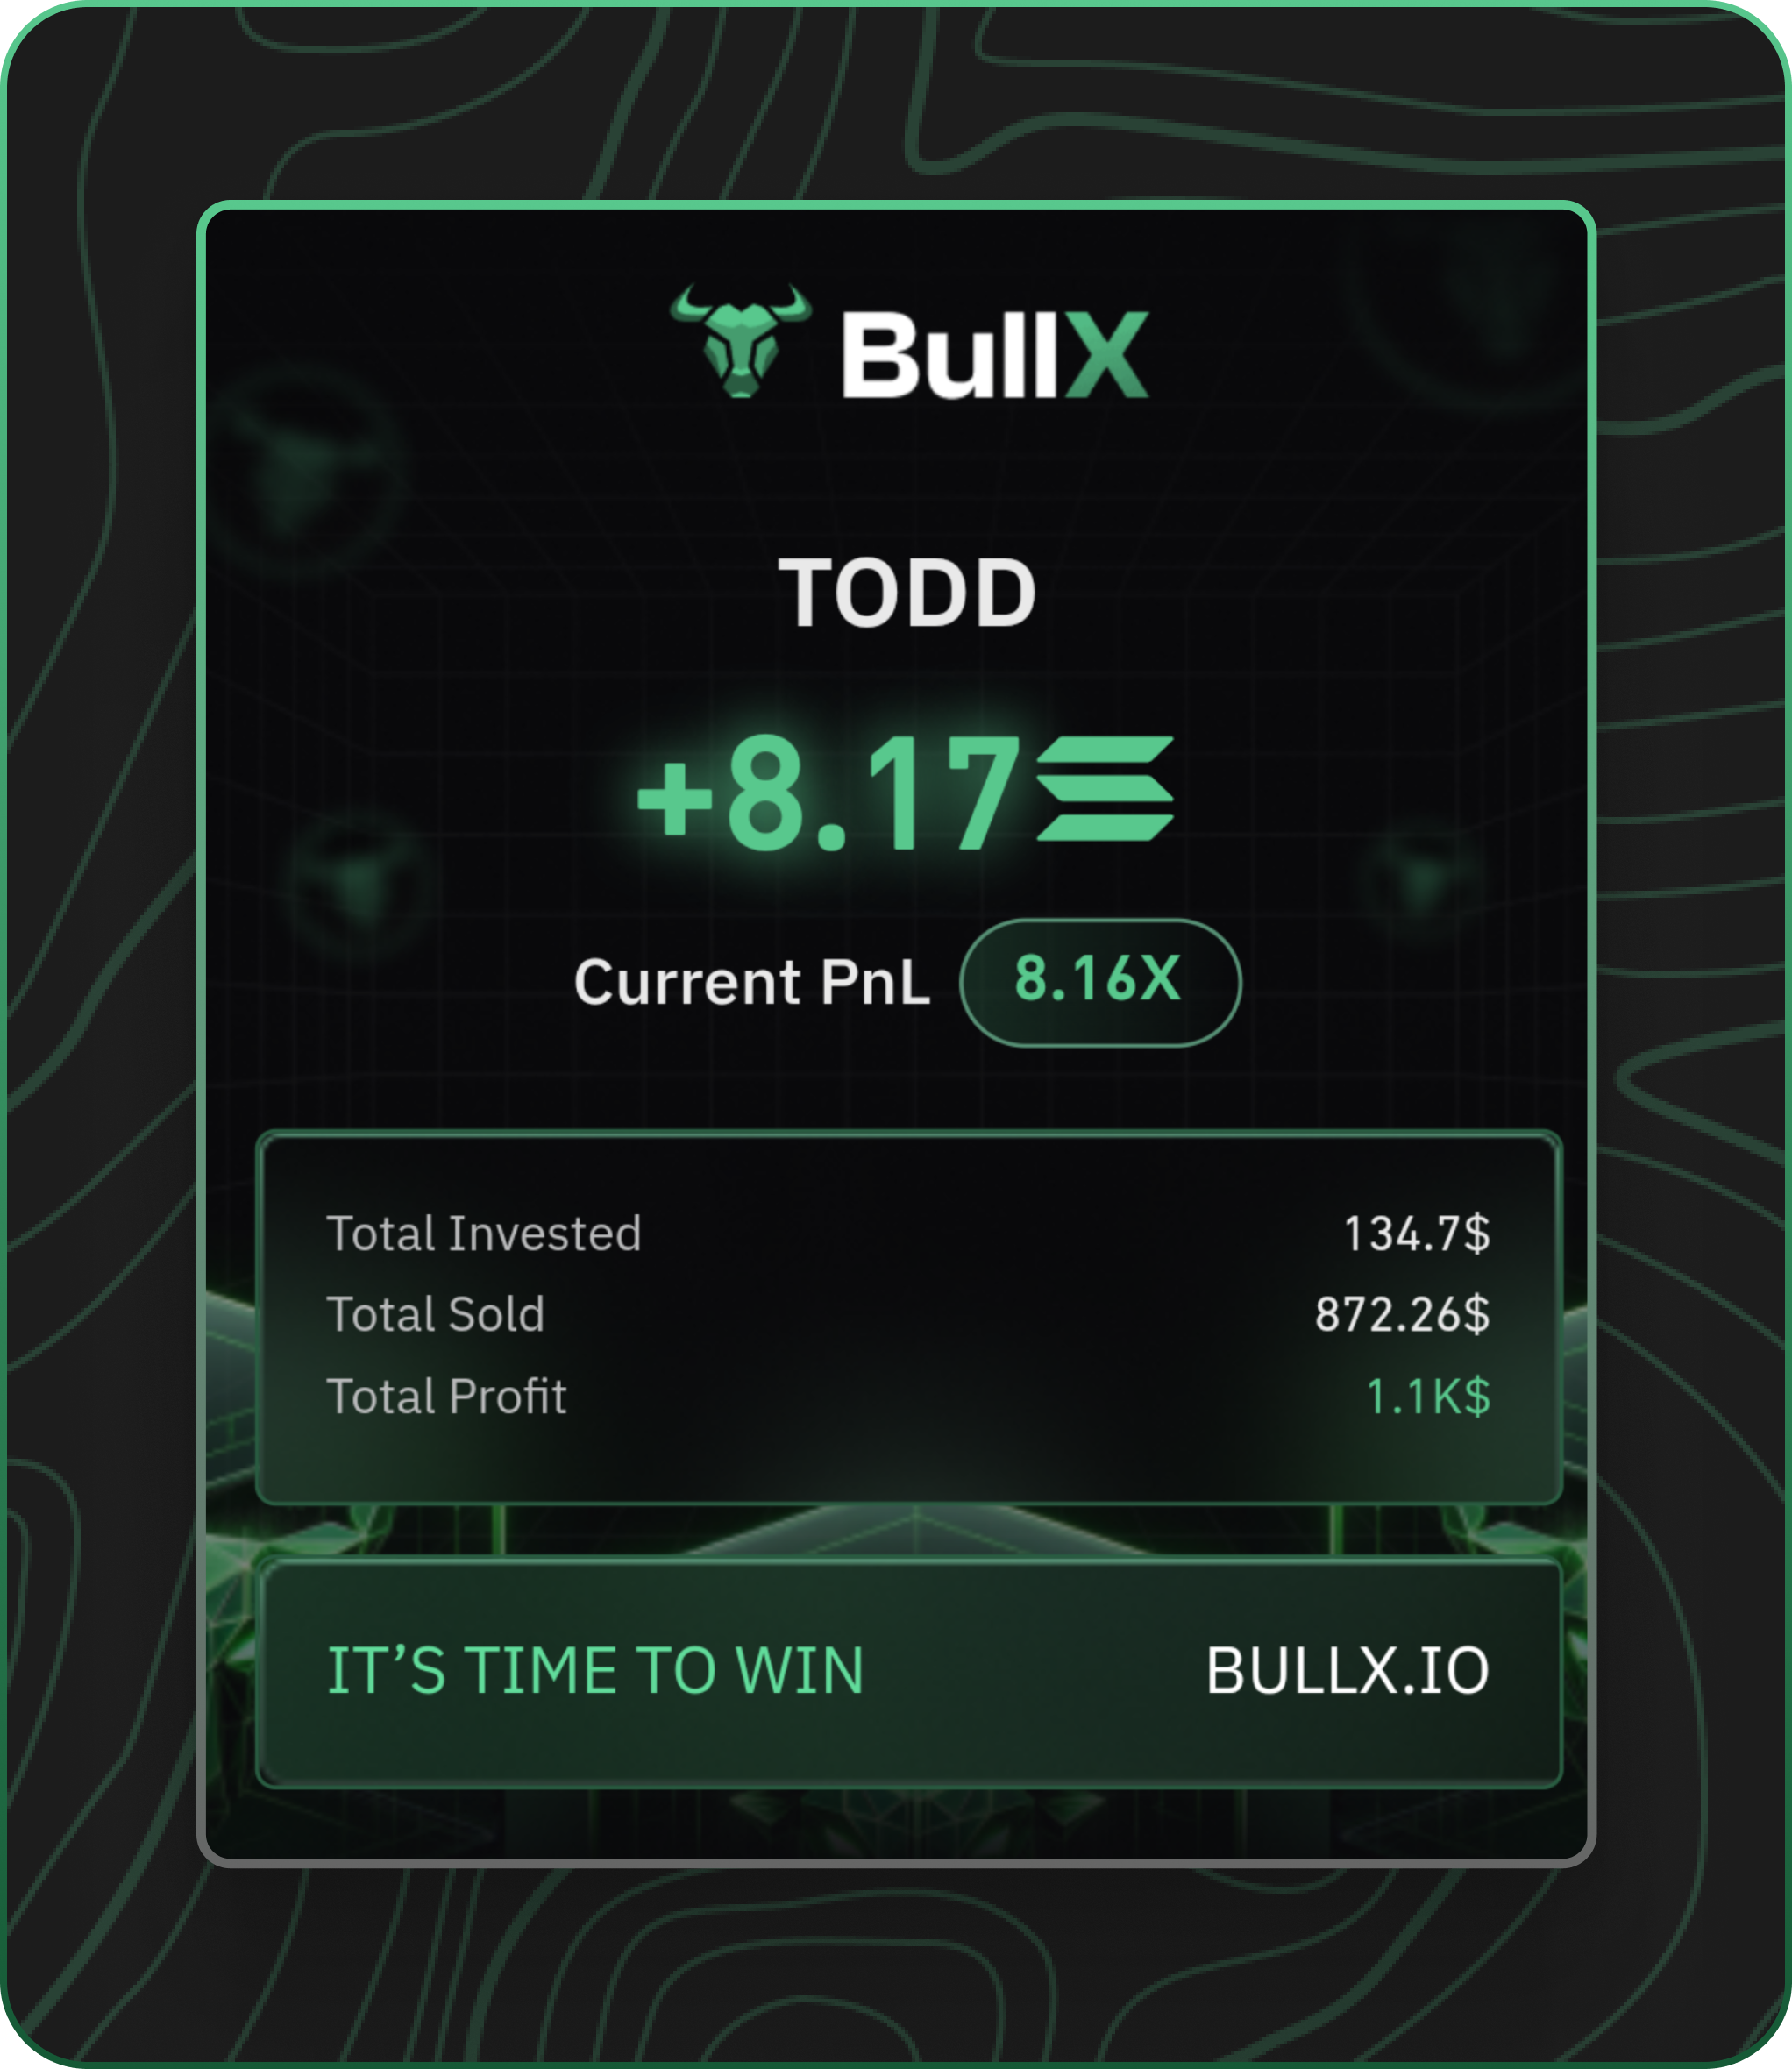 BullX
TODD
+8.17
Current PnL 8.16X
Total Invested 134.7$
Total Sold 872.26$
Total Profit 1.1K$
IT’S TIME TO WIN BULLX.IO